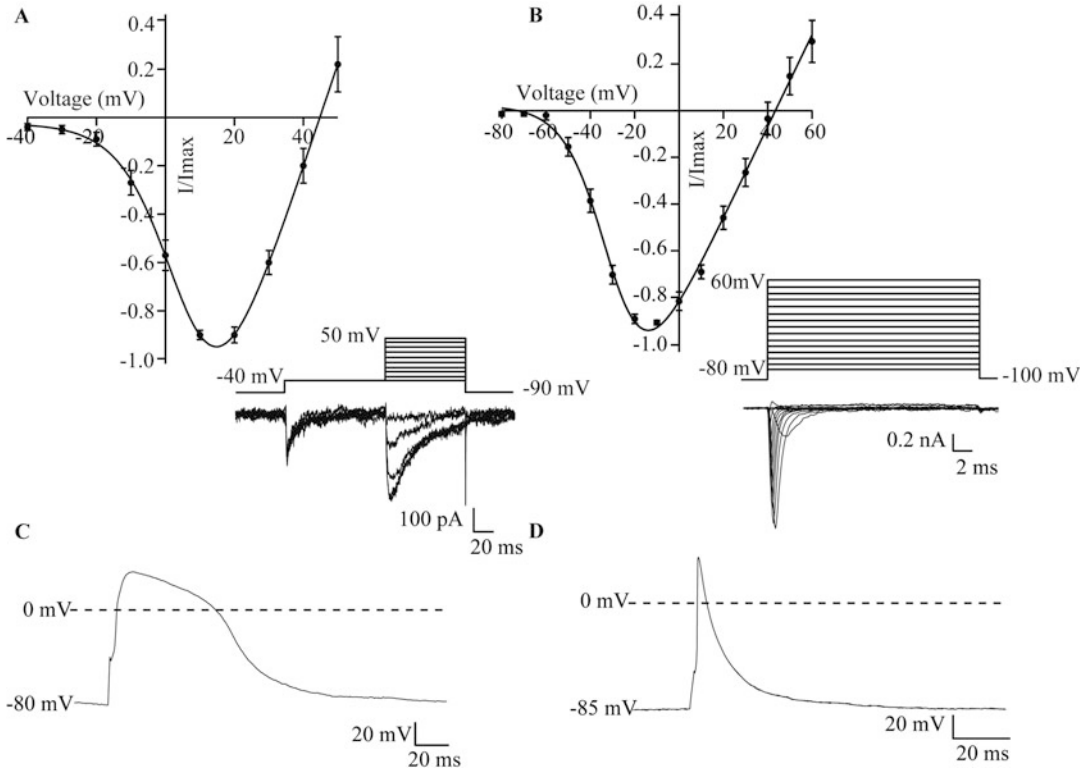 A
0.4
0.2
Voltage (mV)
-40
-20
20
40
-0.2
I/Imax
-0.4
-0.6
-0.8
-1.0
50 mV
-40 mV
-90 mV
100 pA
20 ms
B
0.4
0.2
Voltage (mV)
-80
-60
-40
-20
20
40
60
-0.2
I/Imax
-0.4
-0.6
-0.8
-1.0
60mV
-80 mV
-100 mV
0.2 nA
2 ms
C
0 mV
-80 mV
20 mV
20 ms
D
0 mV
-85 mV
20 mV
20 ms